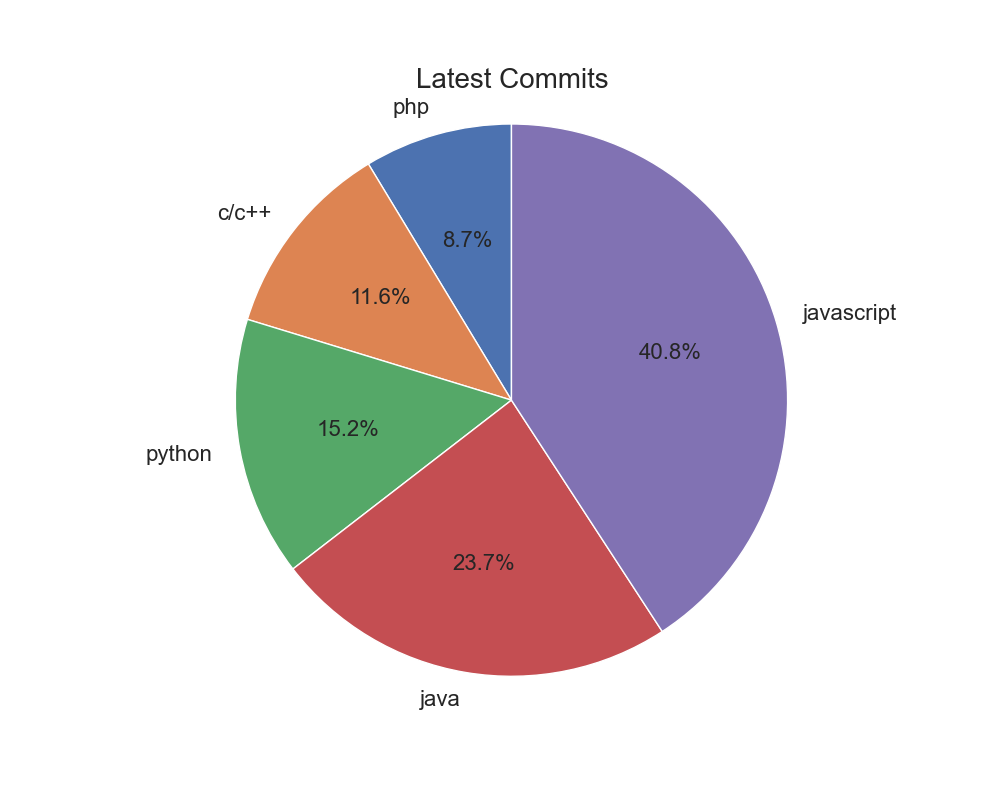 Latest Commits
php
8.7%
c/c++
11.6%
javascript
40.8%
python
15.2%
java
23.7%